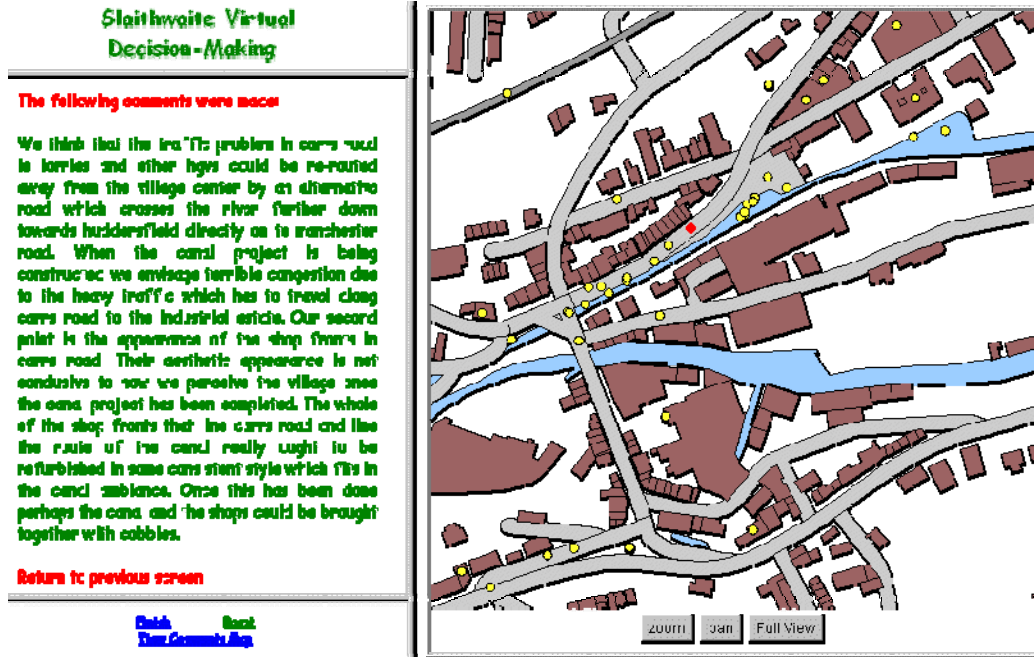 Slaithwaite Virtual
Decision-Making
The following comments were made:
We think that the traffic problem in carrs road
is lorries and other hgvs could be re-routed
away from the village center by an alternative
road which crosses the river further down
towards huddersfield directly on to manchester
road. When the canal project is being
constructed we envisage terrible congestion due
to the heavy traffic which has to travel along
carrs road to the industrial estate. Our second
point is the appearance of the shop fronts in
carrs road. Their aesthetic appearance is not
condusive to how we perceive the village once
the canal project has been completed. The whole
of the shop fronts that line carrs road and line
the route of the canal really ought to be
refurbished in some consistent style which fits in
the canal ambiance. Once this has been done
perhaps the canal and the shops could be brought
together with cobbles.
Return to previous screen
Finish Reset
View Comments Map
zoom pan Full View